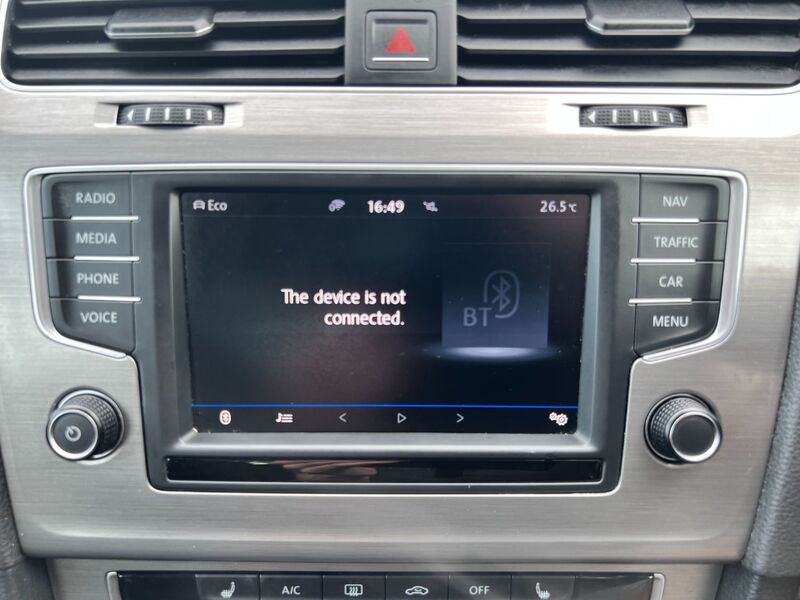 RADIO
MEDIA
PHONE
VOICE
Eco
16:49
26.5°C
The device is not
connected.
BT
NAV
TRAFFIC
CAR
MENU
A/C
OFF